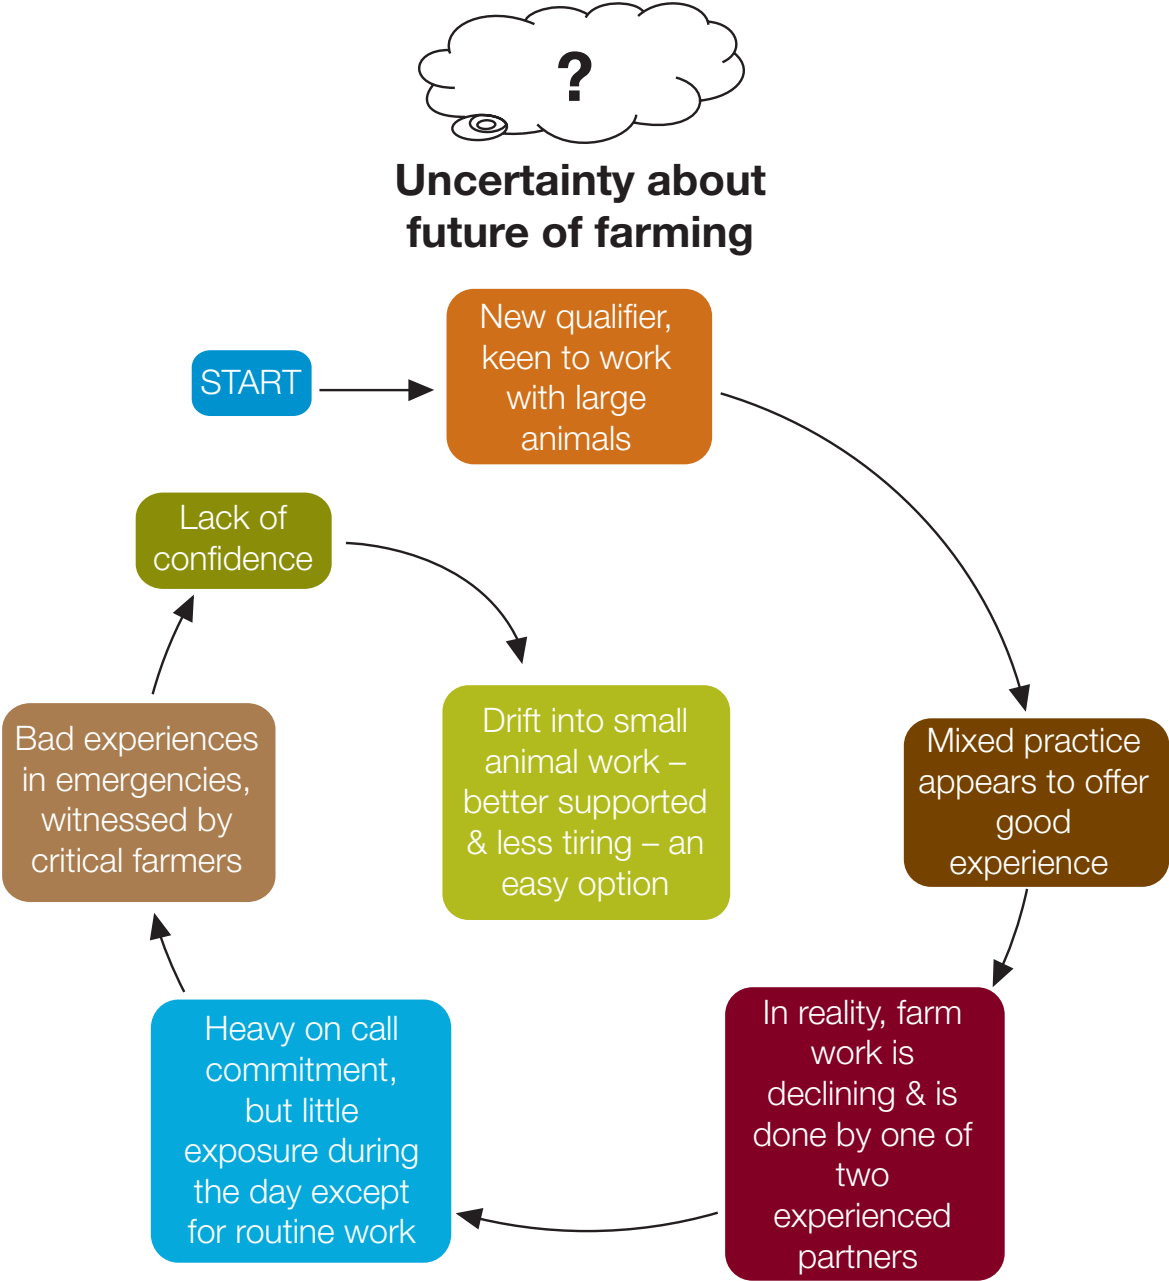 ?
Uncertainty about
future of farming
START
New qualifier,
keen to work
with large
animals
Mixed practice
appears to offer
good
experience
In reality, farm
work is
declining & is
done by one of
two
experienced
partners
Heavy on call
commitment,
but little
exposure during
the day except
for routine work
Bad experiences
in emergencies,
witnessed by
critical farmers
Lack of
confidence
Drift into small
animal work –
better supported
& less tiring – an
easy option